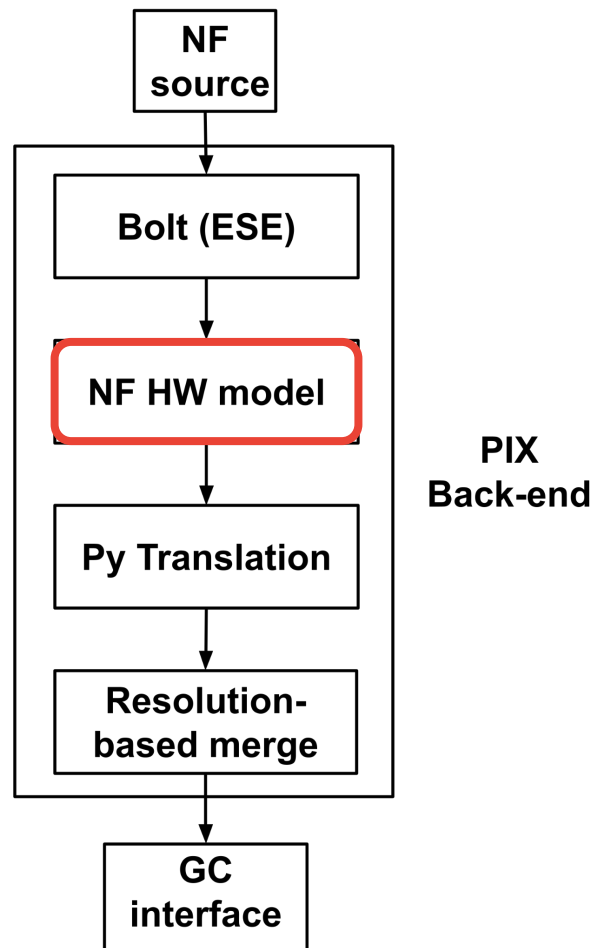 NF
source
Bolt (ESE)
NF HW model
PIX
Back-end
Py Translation
Resolution-
based merge
GC
interface